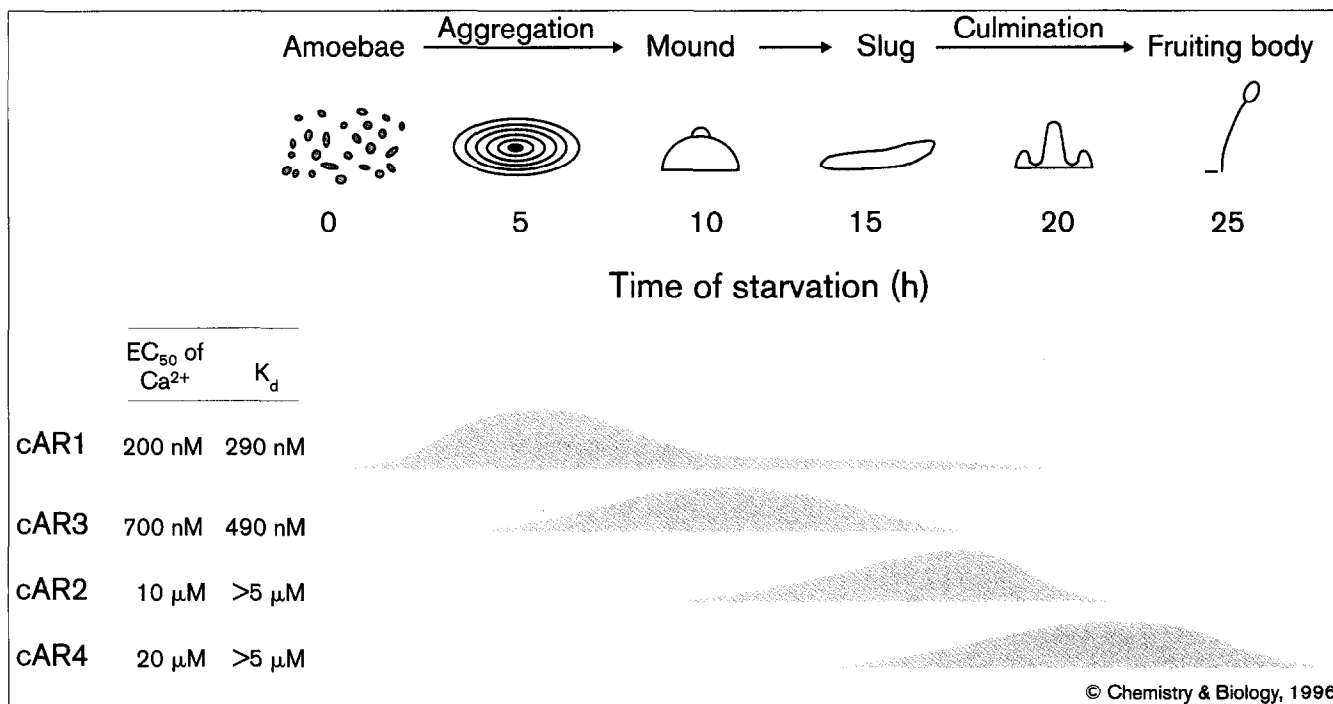 Aggregation Culmination
Amoebae Mound Slug Fruiting body
0 5 10 15 20 25
Time of starvation (h)
EC₅₀ of
Ca²⁺ K_d
cAR1 200 nM 290 nM
cAR3 700 nM 490 nM
cAR2 10 μM >5 μM
cAR4 20 μM >5 μM
© Chemistry & Biology, 1996